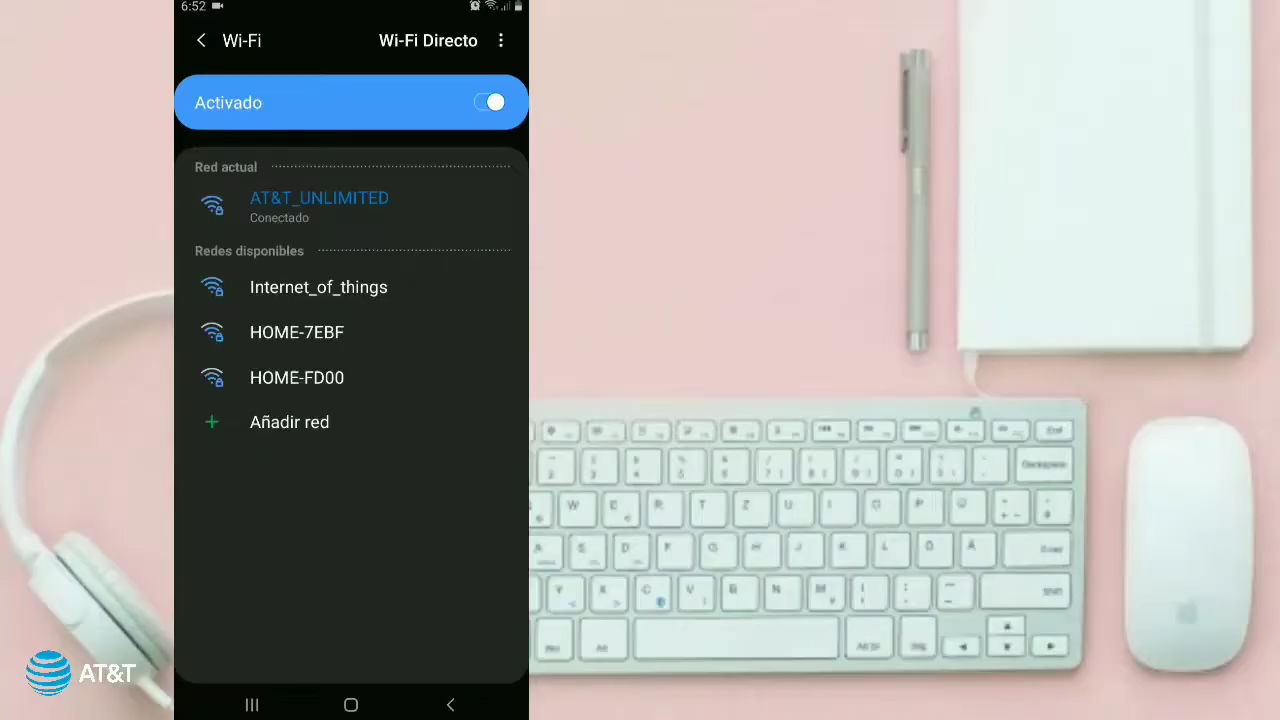 6:52
Wi-Fi
Wi-Fi Directo
Activado
Red actual
AT&T_UNLIMITED
Conectado
Redes disponibles
Internet_of_things
HOME-7EBF
HOME-FD00
Añadir red
AT&T
W E R T Z U I O P Ü
A S D F G H J K L Ö Ä
Y X C V B N M